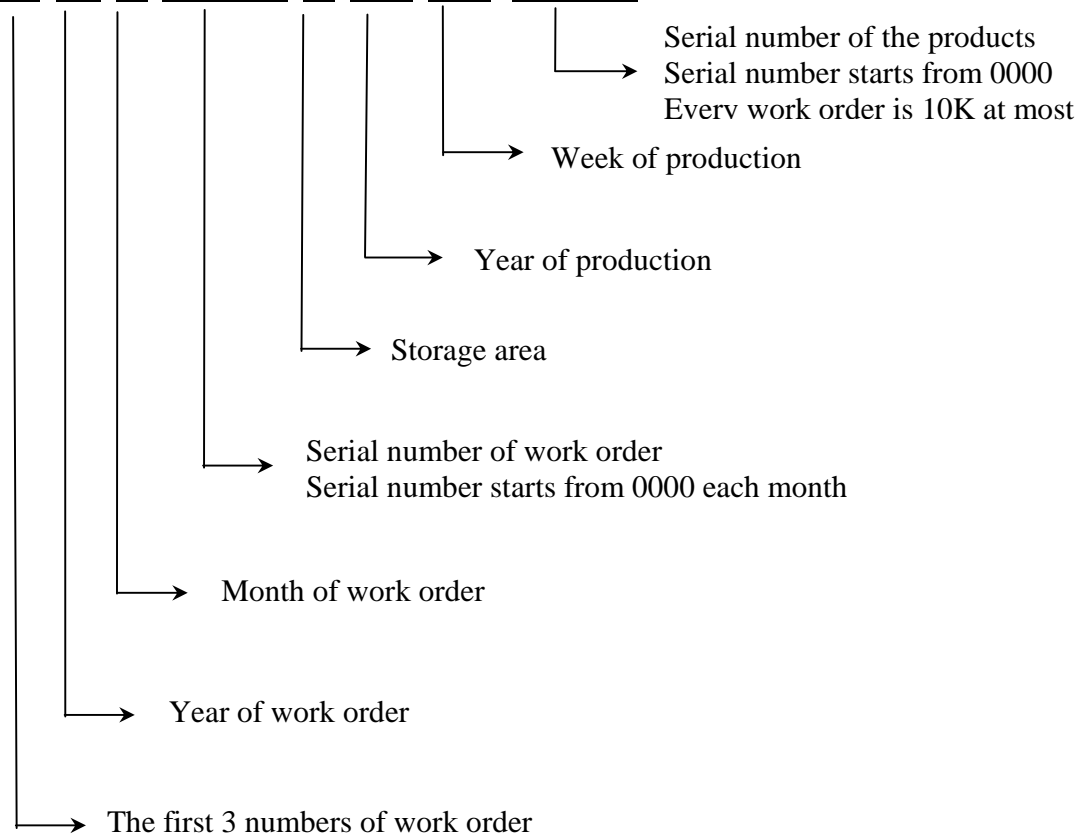 Serial number of the products
Serial number starts from 0000
Every work order is 10K at most
Week of production
Year of production
Storage area
Serial number of work order
Serial number starts from 0000 each month
Month of work order
Year of work order
The first 3 numbers of work order